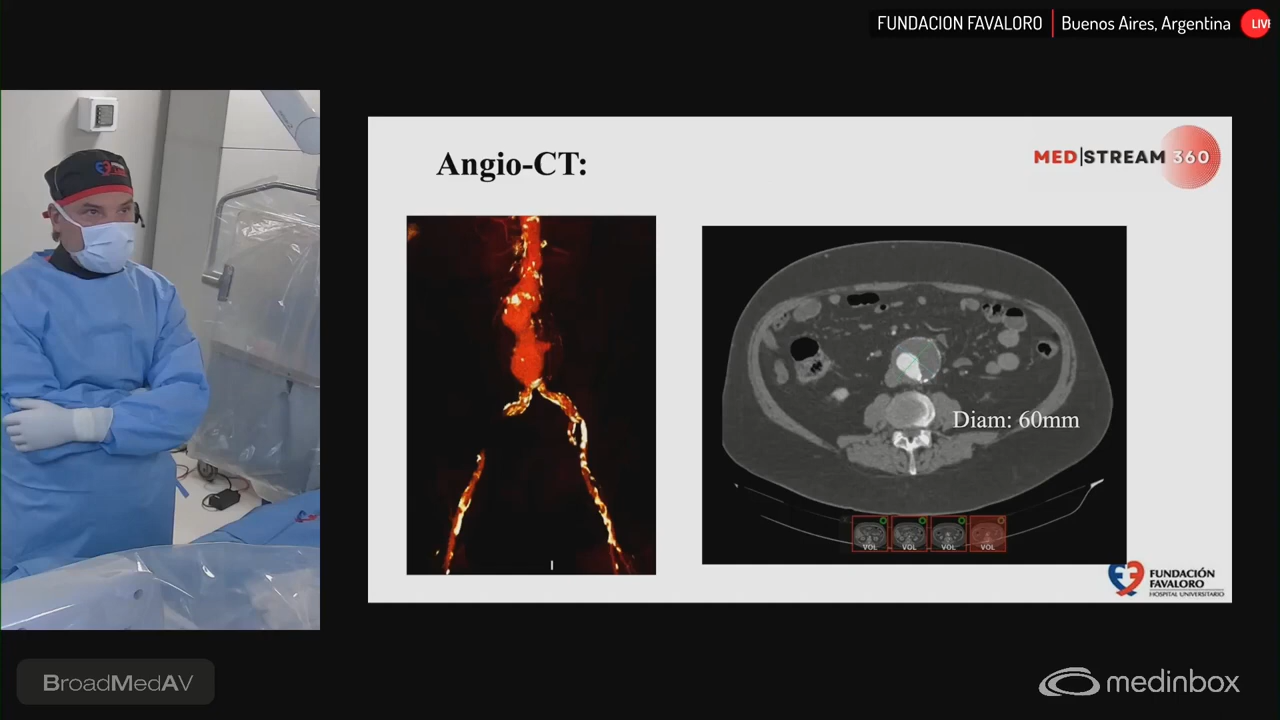 FUNDACION FAVALORO
Buenos Aires, Argentina
LIVE
Angio-CT:
MED|STREAM 360
Diam: 60mm
VOL
VOL
VOL
VOL
FUNDACIÓN
FAVALORO
HOSPITAL UNIVERSITARIO
BroadMedAV
medinbox